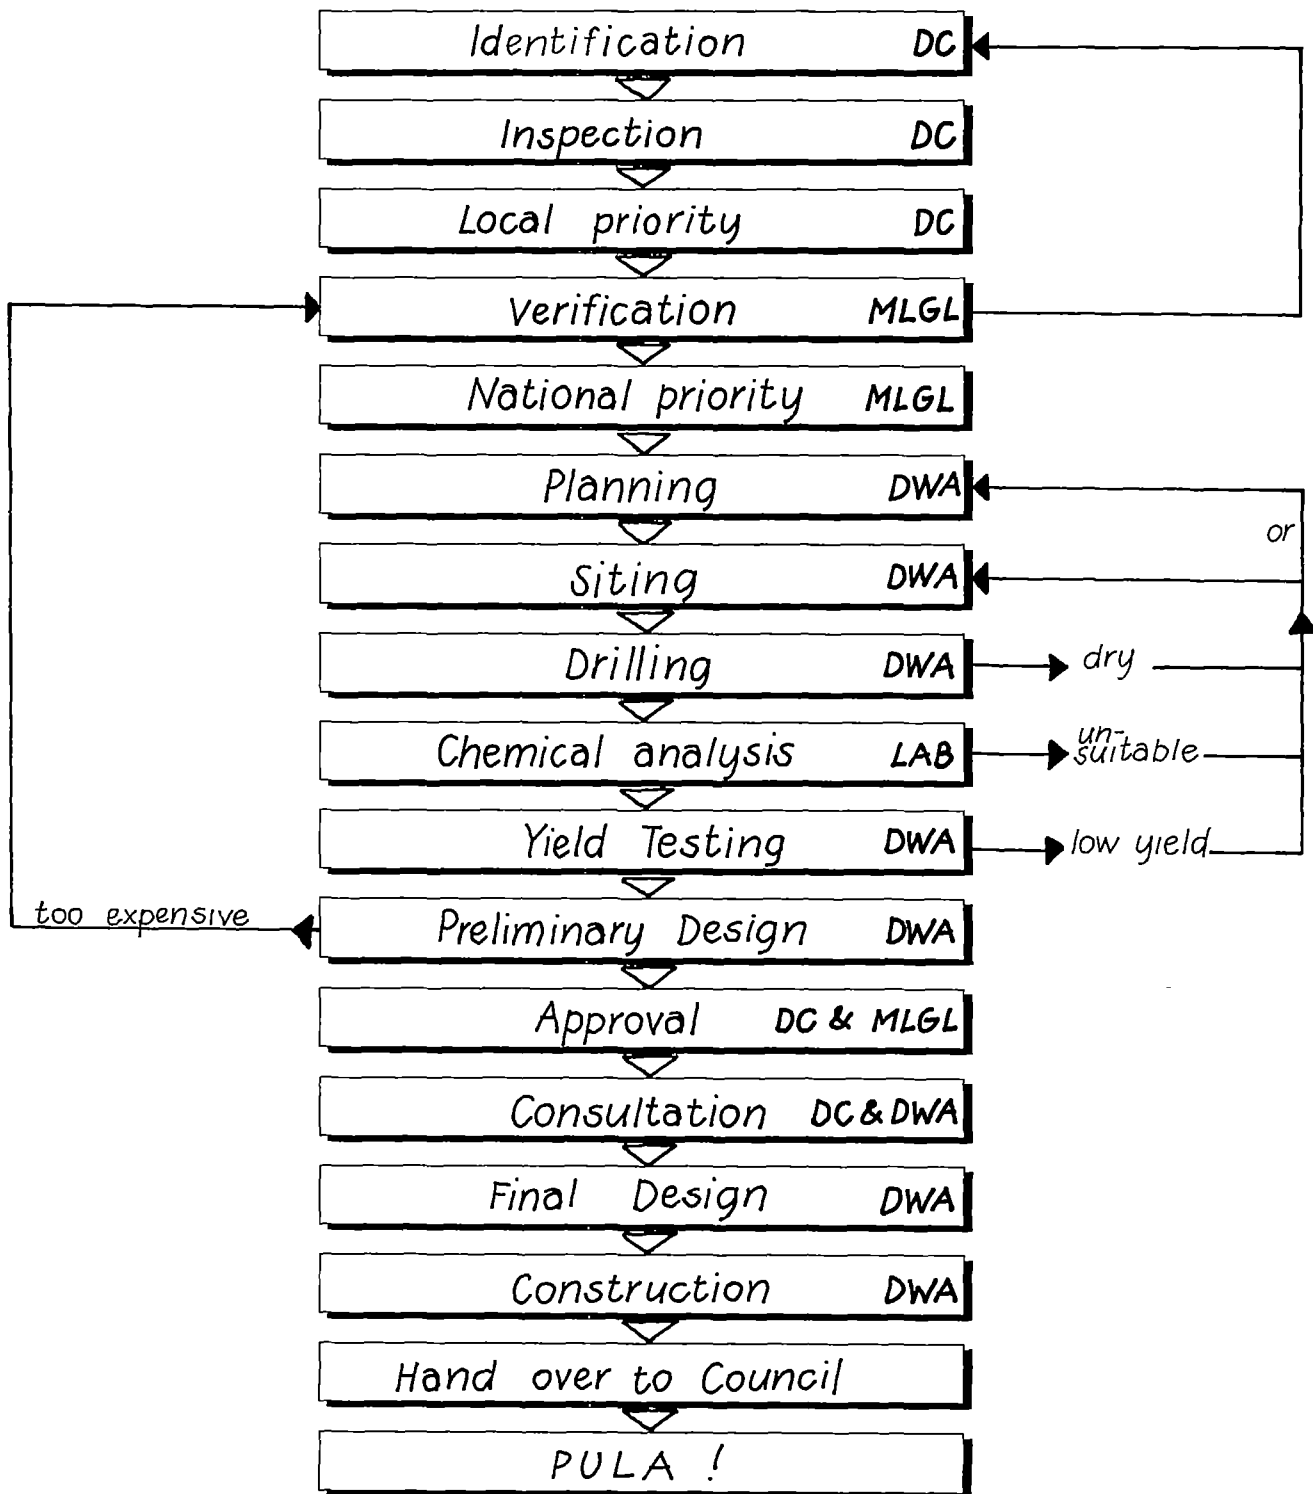 Identification DC
Inspection DC
Local priority DC
Verification MLGL
National priority MLGL
Planning DWA
or
Siting DWA
Drilling DWA dry
Chemical analysis LAB un-
suitable
Yield Testing DWA low yield
too expensive Preliminary Design DWA
Approval DC & MLGL
Consultation DC & DWA
Final Design DWA
Construction DWA
Hand over to Council
PULA !